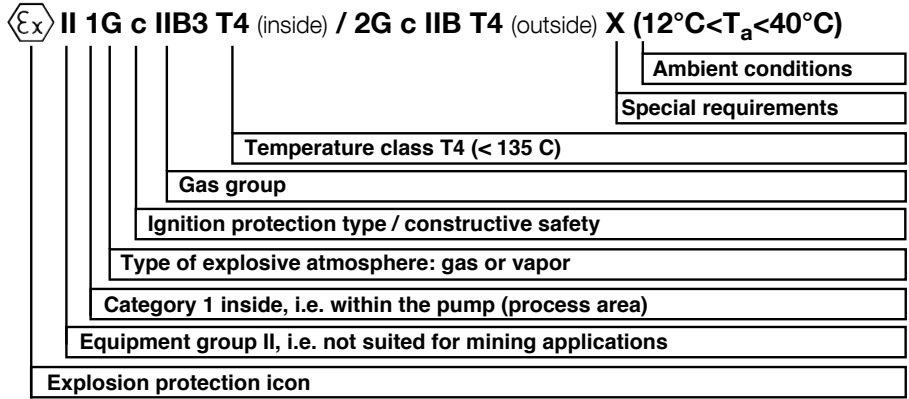 Ex II 1G c IIB3 T4 (inside) / 2G c IIB T4 (outside) X (12°C<Ta<40°C)
Ambient conditions
Special requirements
Temperature class T4 (< 135 C)
Gas group
Ignition protection type / constructive safety
Type of explosive atmosphere: gas or vapor
Category 1 inside, i.e. within the pump (process area)
Equipment group II, i.e. not suited for mining applications
Explosion protection icon